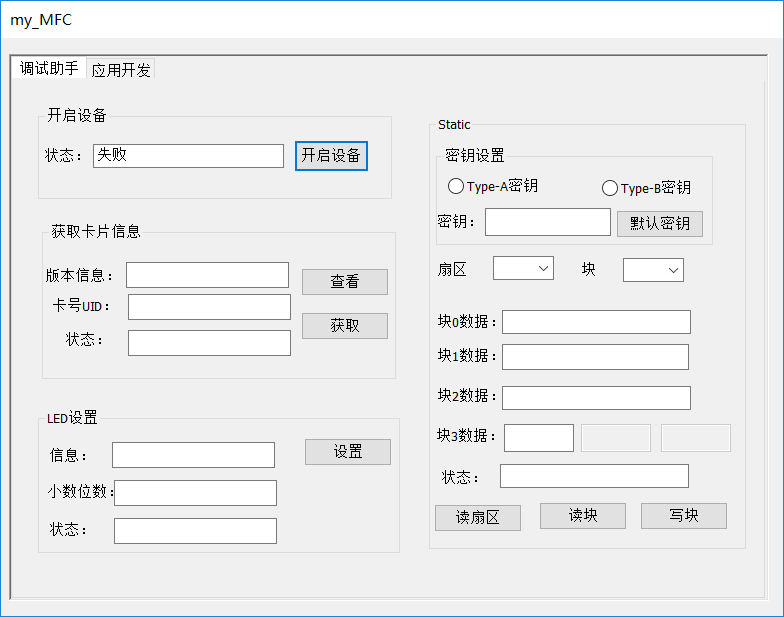 my_MFC
调试助手 应用开发
开启设备
状态： 失败 开启设备
获取卡片信息
版本信息： 查看
卡号UID：
获取
状态：
LED设置
信息： 设置
小数位数：
状态：
Static
密钥设置
Type-A密钥 Type-B密钥
密钥： 默认密钥
扇区 块
块0数据：
块1数据：
块2数据：
块3数据：
状态：
读扇区 读块 写块